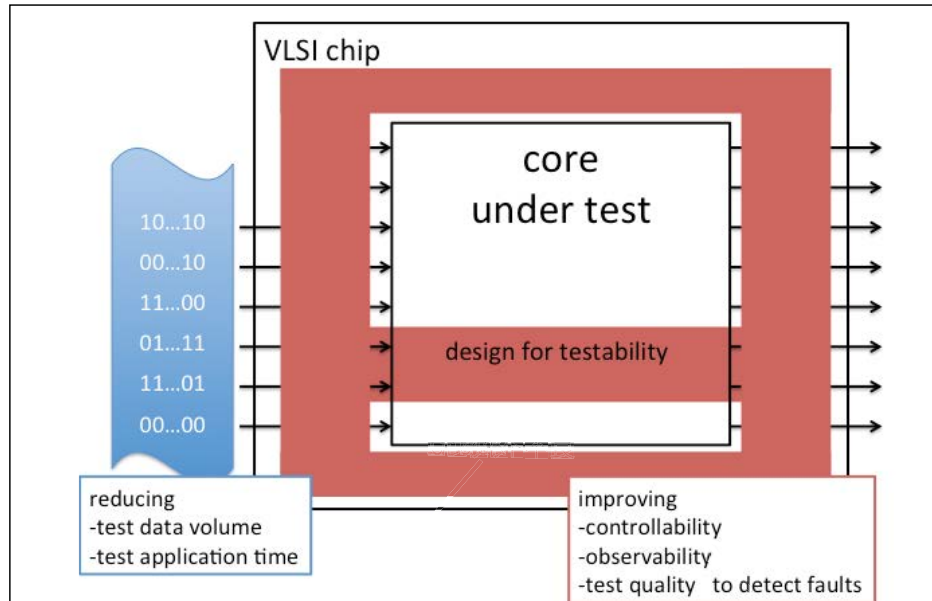 VLSI chip
core
under test
10...10
00...10
11...00
01...11
11...01
00...00
design for testability
reducing
-test data volume
-test application time
improving
-controllability
-observability
-test quality to detect faults